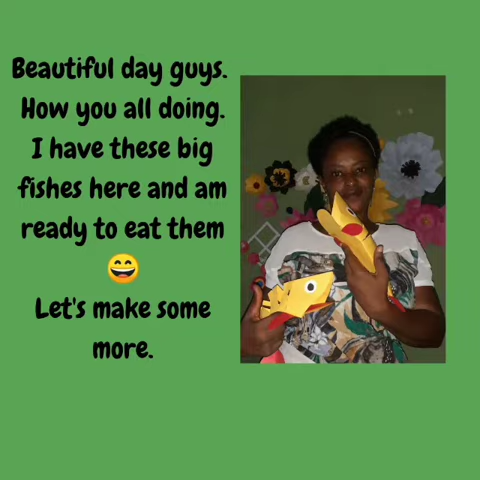 Beautiful day guys.
How you all doing.
I have these big
fishes here and am
ready to eat them
😄
Let's make some
more.